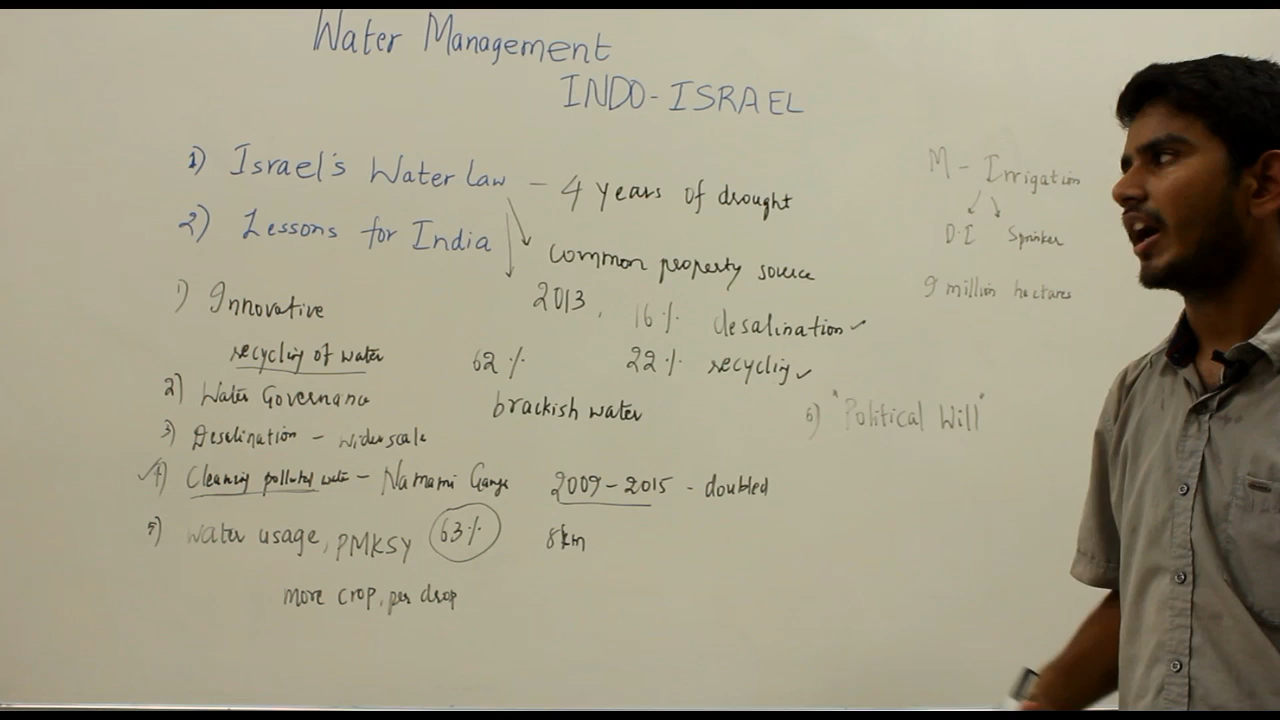 Water Management
INDO-ISRAEL
1) Israel's Water law - 4 years of drought
2) Lessons for India
common property source
1) Innovative
recycling of water
2013, 16% desalination ✓
62% 22% recycling ✓
2) Water Governance
brackish water
3) Deselination - wider scale
✓4) Cleaning polluted water - Namami Gange 2009-2015 - doubled
5) water usage, PMKSY 63% 8km
more crop, per drop
M - Irrigation
D.I Sprinker
9 million hectares
6) "Political Will"